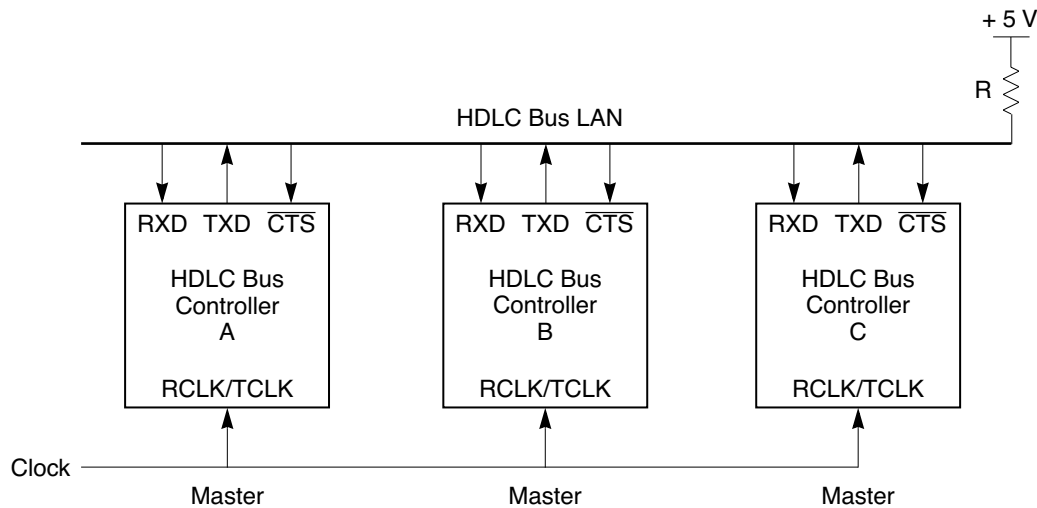 + 5 V
R
HDLC Bus LAN
RXD TXD CTS
HDLC Bus
Controller
A
RCLK/TCLK
RXD TXD CTS
HDLC Bus
Controller
B
RCLK/TCLK
RXD TXD CTS
HDLC Bus
Controller
C
RCLK/TCLK
Clock
Master
Master
Master